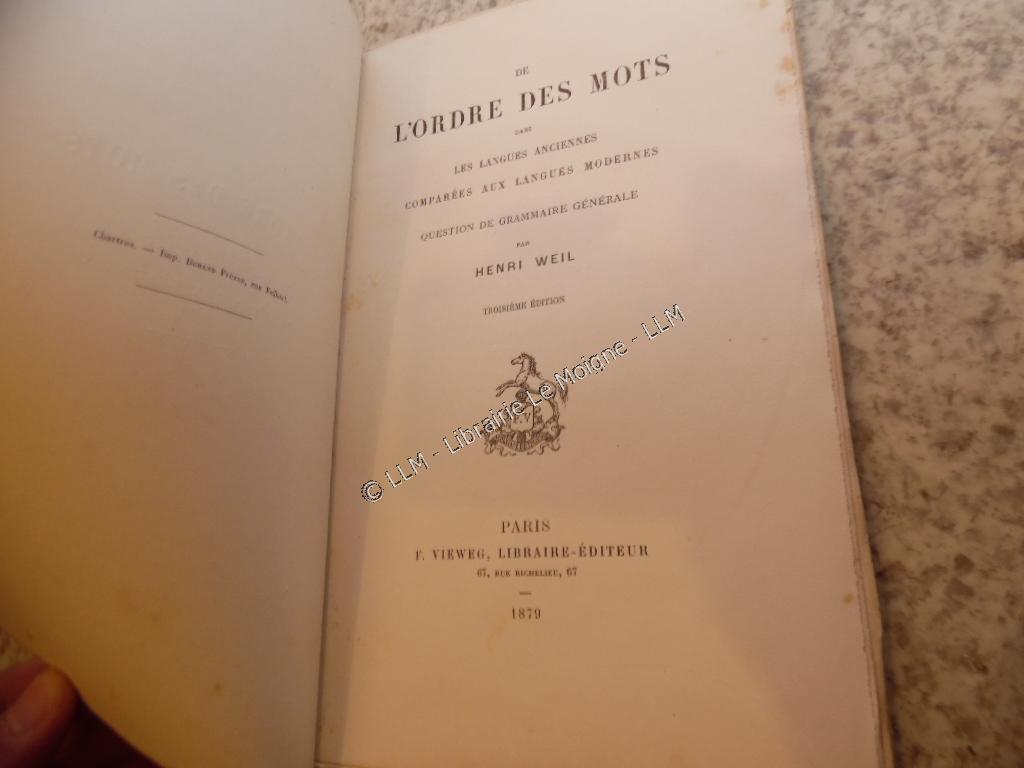 Chartres. — Imp. DURAND Frères, rue Fulbert.
DE
L'ORDRE DES MOTS
DANS
LES LANGUES ANCIENNES
COMPARÉES AUX LANGUES MODERNES
QUESTION DE GRAMMAIRE GÉNÉRALE
PAR
HENRI WEIL
TROISIÈME ÉDITION
© LLM - Librairie Le Moigne - LLM
PARIS
F. VIEWEG, LIBRAIRE-ÉDITEUR
67, RUE RICHELIEU, 67
1879